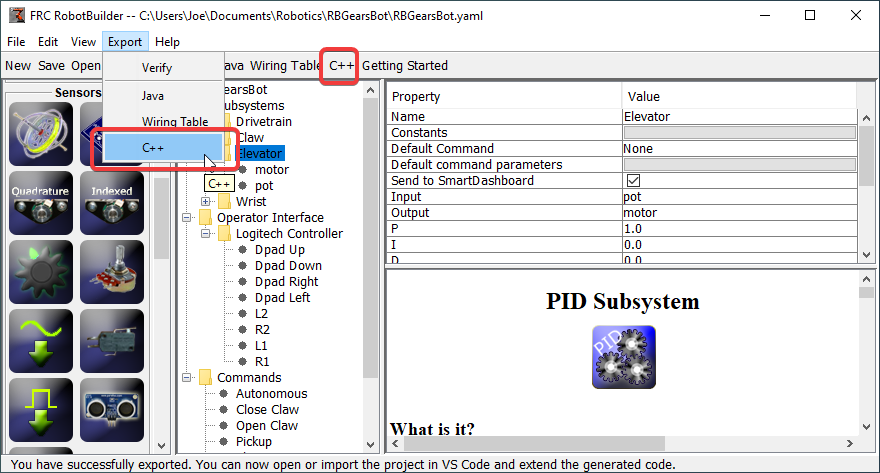 FRC RobotBuilder -- C:\Users\Joe\Documents\Robotics\RBGearsBot\RBGearsBot.yaml
File Edit View Export Help
New Save Open ava Wiring Table C++ Getting Started
Verify
Java
Wiring Table
C++
C++
Sensors
Quadrature
Indexed
earsBot
ubsystems
Drivetrain
Claw
Elevator
motor
pot
Wrist
Operator Interface
Logitech Controller
Dpad Up
Dpad Down
Dpad Right
Dpad Left
L2
R2
L1
R1
Commands
Autonomous
Close Claw
Open Claw
Pickup
Property Value
Name Elevator
Constants
Default Command None
Default command parameters
Send to SmartDashboard
Input pot
Output motor
P 1.0
I 0.0
D 0.0
PID Subsystem
PID
What is it?
You have successfully exported. You can now open or import the project in VS Code and extend the generated code.